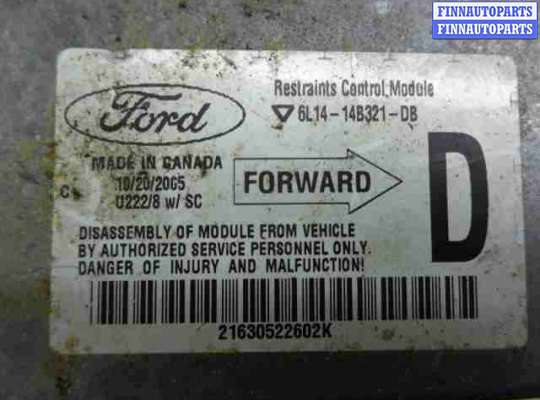 FINNAUTOPARTS
FINNAUTOPARTS
Ford
Restraints Control Module
6L14-14B321-DB
MADE IN CANADA
10/20/2005
U222/8 w/ SC
FORWARD
D
DISASSEMBLY OF MODULE FROM VEHICLE
BY AUTHORIZED SERVICE PERSONNEL ONLY.
DANGER OF INJURY AND MALFUNCTION!
21630522602K